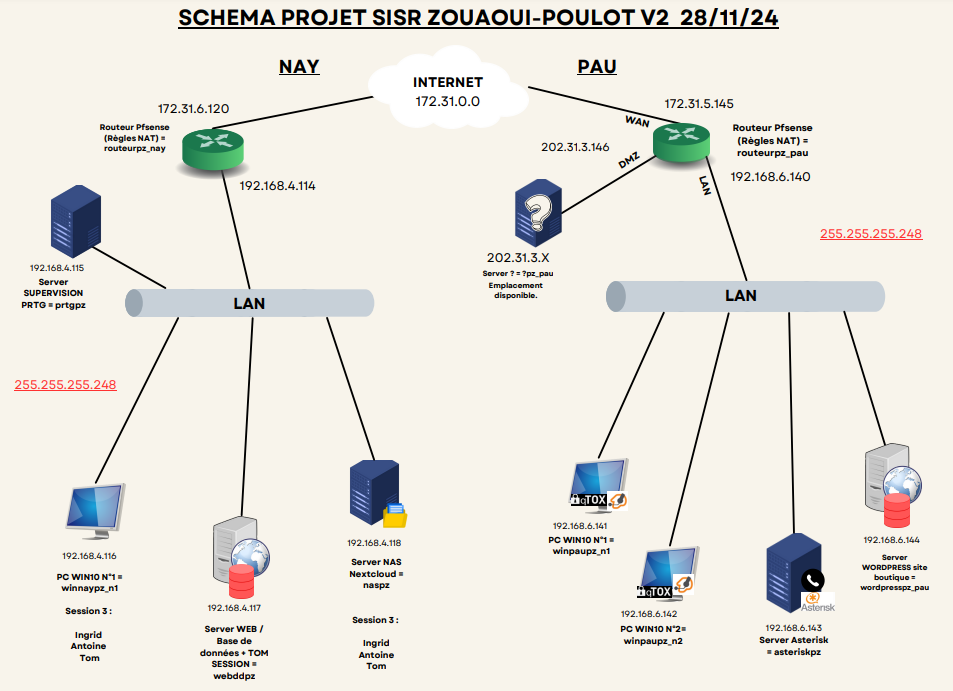 SCHEMA PROJET SISR ZOUAOUI-POULOT V2 28/11/24
NAY
INTERNET
172.31.0.0
PAU
172.31.6.120
Routeur Pfsense
(Règles NAT) =
routeurpz_nay
192.168.4.114
172.31.5.145
WAN
Routeur Pfsense
(Règles NAT) =
routeurpz_pau
202.31.3.146
DMZ
LAN
192.168.6.140
255.255.255.248
?
202.31.3.X
Server ? = ?pz_pau
Emplacement
disponible.
192.168.4.115
Server
SUPERVISION
PRTG = prtgpz
LAN
LAN
255.255.255.248
192.168.4.116
PC WIN10 N°1 =
winnaypz_n1
Session 3 :
Ingrid
Antoine
Tom
192.168.4.117
Server WEB /
Base de
données + TOM
SESSION =
webddpz
192.168.4.118
Server NAS
Nextcloud =
naspz
Session 3 :
Ingrid
Antoine
Tom
qTOX
192.168.6.141
PC WIN10 N°1 =
winpaupz_n1
qTOX
192.168.6.142
PC WIN10 N°2=
winpaupz_n2
Asterisk
192.168.6.143
Server Asterisk
= asteriskpz
192.168.6.144
Server
WORDPRESS site
boutique =
wordpresspz_pau